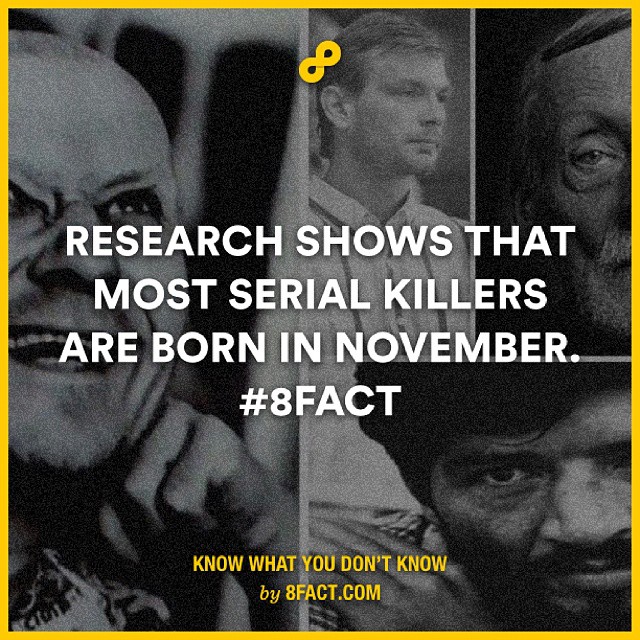 RESEARCH SHOWS THAT
MOST SERIAL KILLERS
ARE BORN IN NOVEMBER.
#8FACT
KNOW WHAT YOU DON'T KNOW
by 8FACT.COM